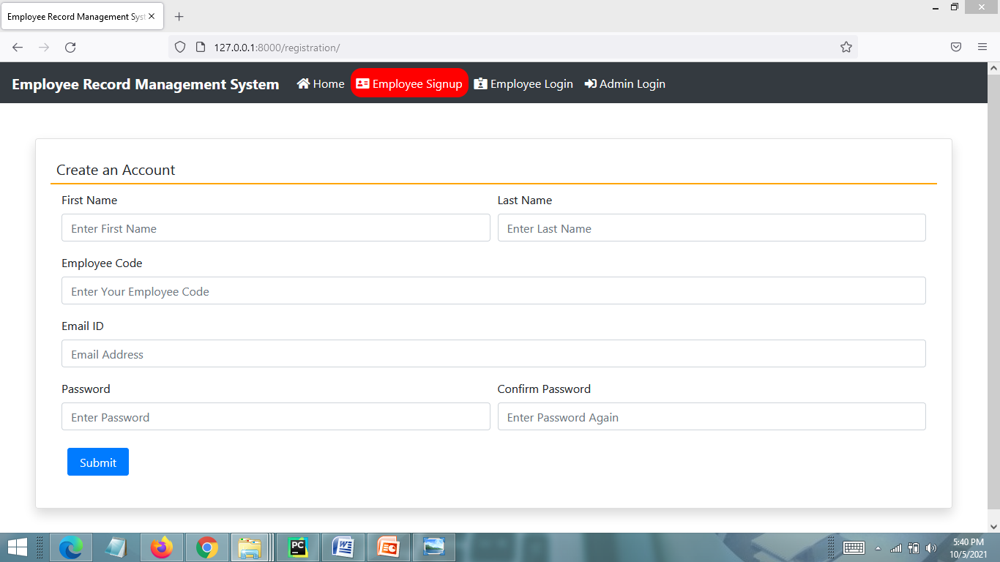 Employee Record Management Syst
127.0.0.1:8000/registration/
Employee Record Management System Home Employee Signup Employee Login Admin Login
Create an Account
First Name Last Name
Enter First Name Enter Last Name
Employee Code
Enter Your Employee Code
Email ID
Email Address
Password Confirm Password
Enter Password Enter Password Again
Submit
PC
5:40 PM
10/5/2021